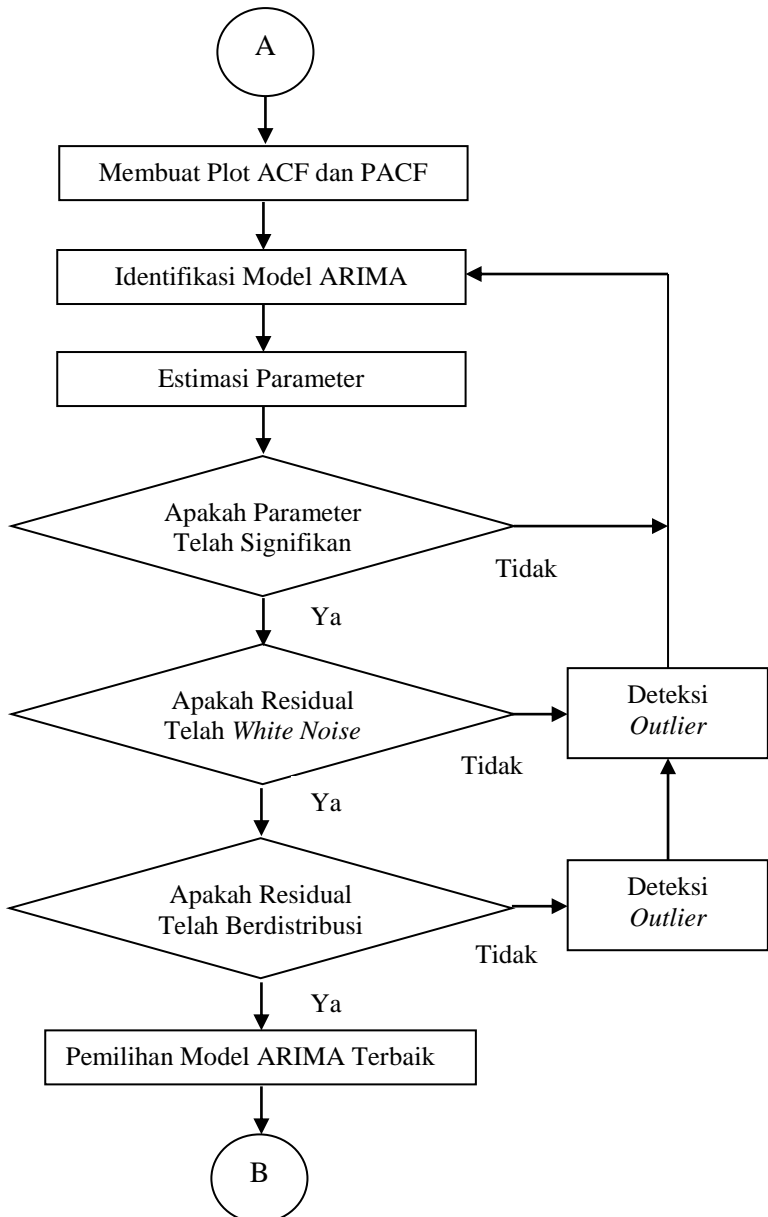 A
Membuat Plot ACF dan PACF
Identifikasi Model ARIMA
Estimasi Parameter
Apakah Parameter
Telah Signifikan
Tidak
Ya
Apakah Residual
Telah White Noise
Tidak
Deteksi
Outlier
Ya
Apakah Residual
Telah Berdistribusi
Tidak
Deteksi
Outlier
Ya
Pemilihan Model ARIMA Terbaik
B